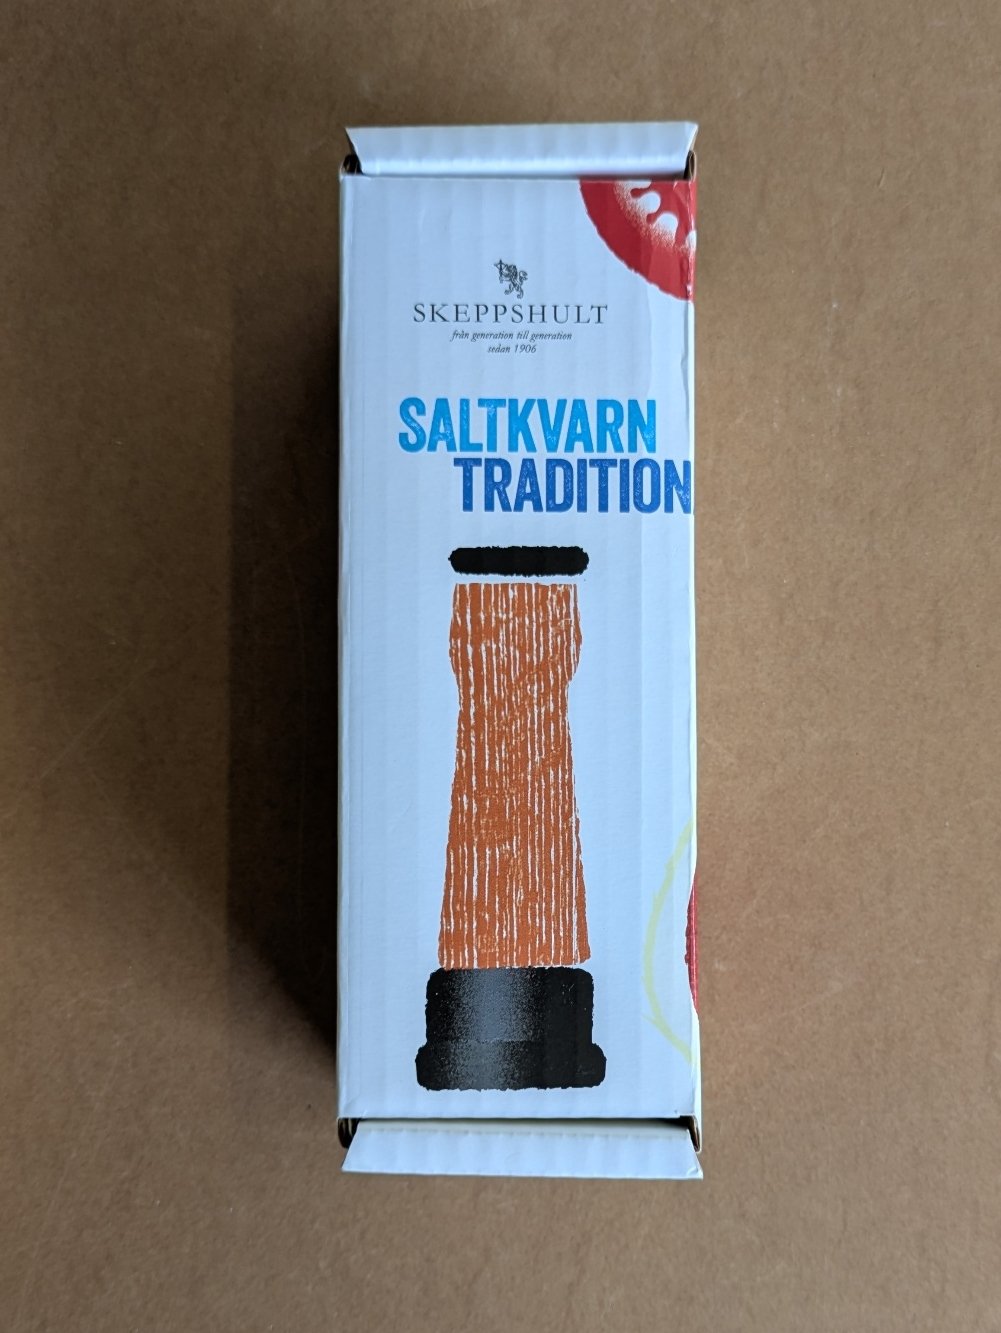 SKEPPSHULT
från generation till generation
sedan 1906
SALTKVARN
TRADITION